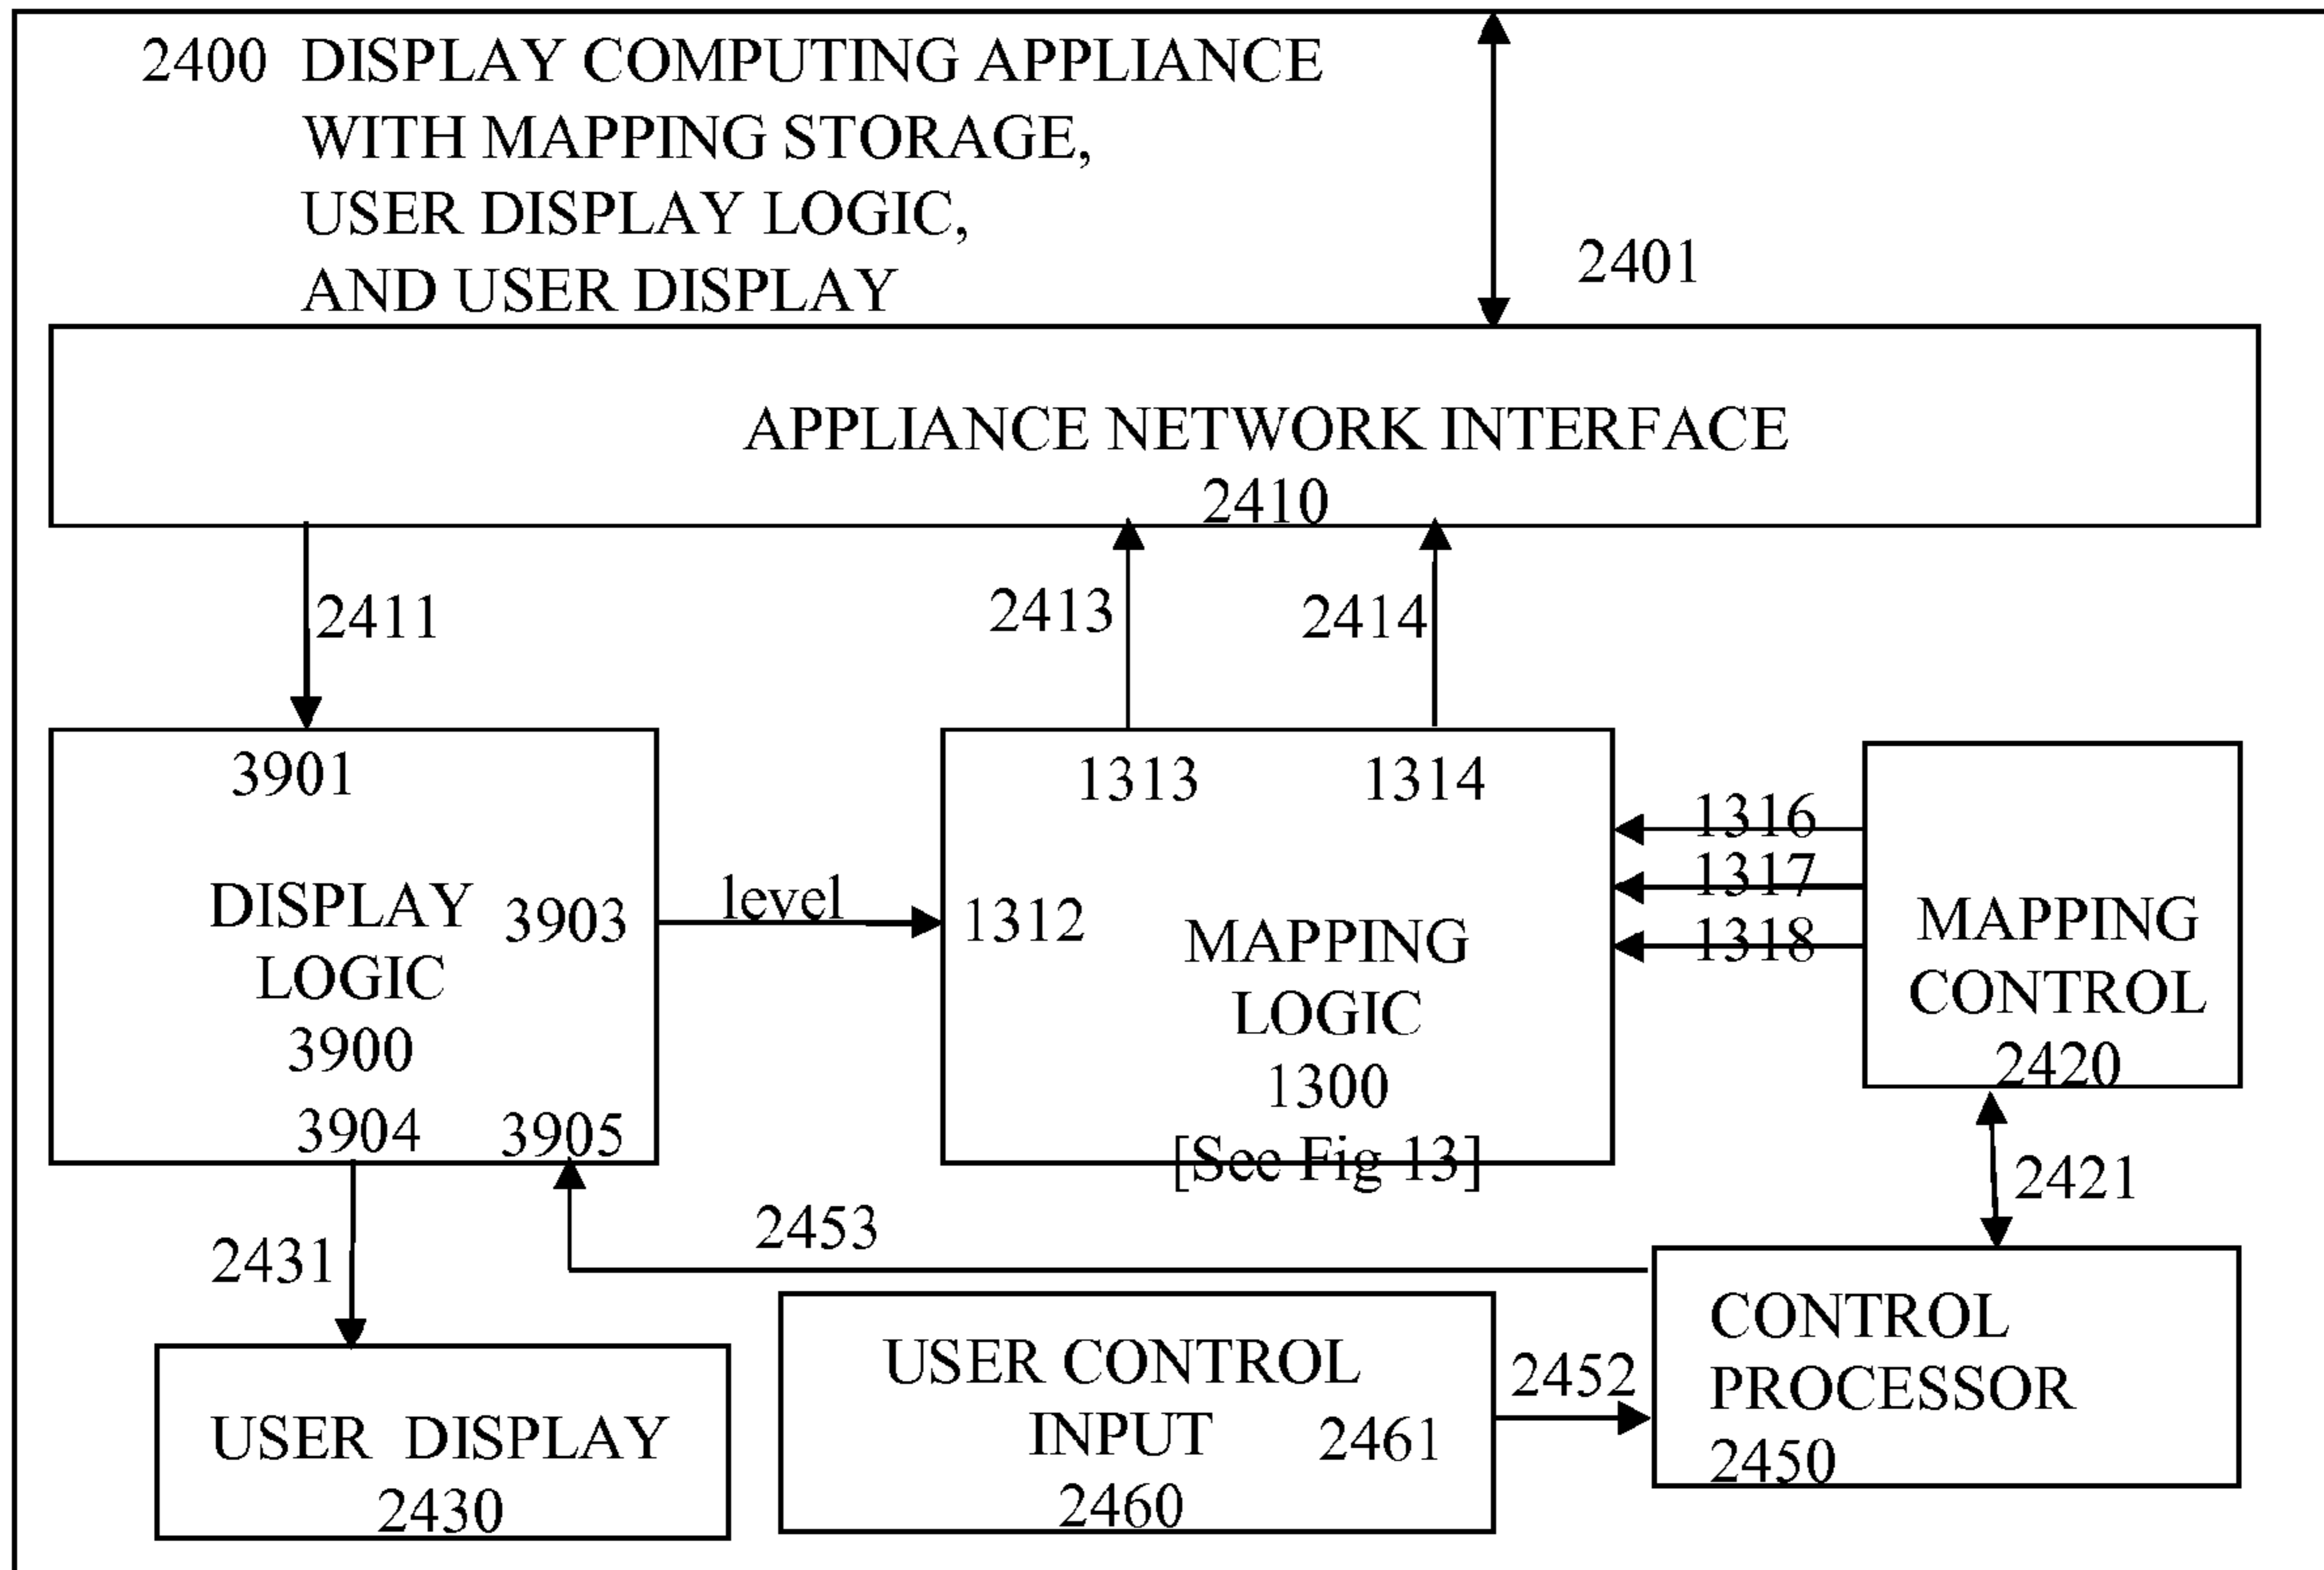 2400 DISPLAY COMPUTING APPLIANCE
WITH MAPPING STORAGE,
USER DISPLAY LOGIC,
AND USER DISPLAY
2401
APPLIANCE NETWORK INTERFACE
2410
2411
2413
2414
3901
DISPLAY
LOGIC
3900
3903
3904
3905
level
1313
1314
1312
MAPPING
LOGIC
1300
[See Fig 13]
1316
1317
1318
MAPPING
CONTROL
2420
2421
2453
2431
USER DISPLAY
2430
USER CONTROL
INPUT
2461
2460
2452
CONTROL
PROCESSOR
2450